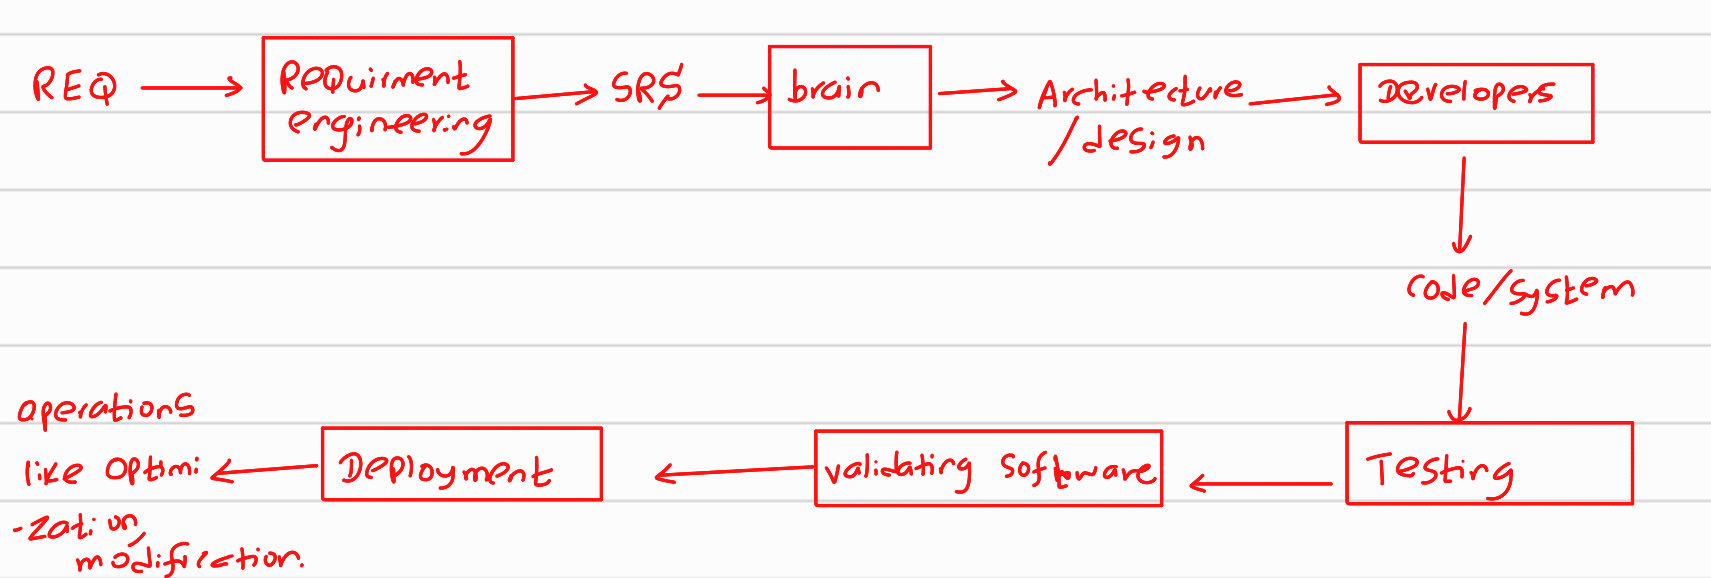 REQ
REQuirment
engineering
SRS
brain
Architecture
/design
Developers
code/system
Testing
validating Software
Deployment
operations
like optimi
-zation,
modification.